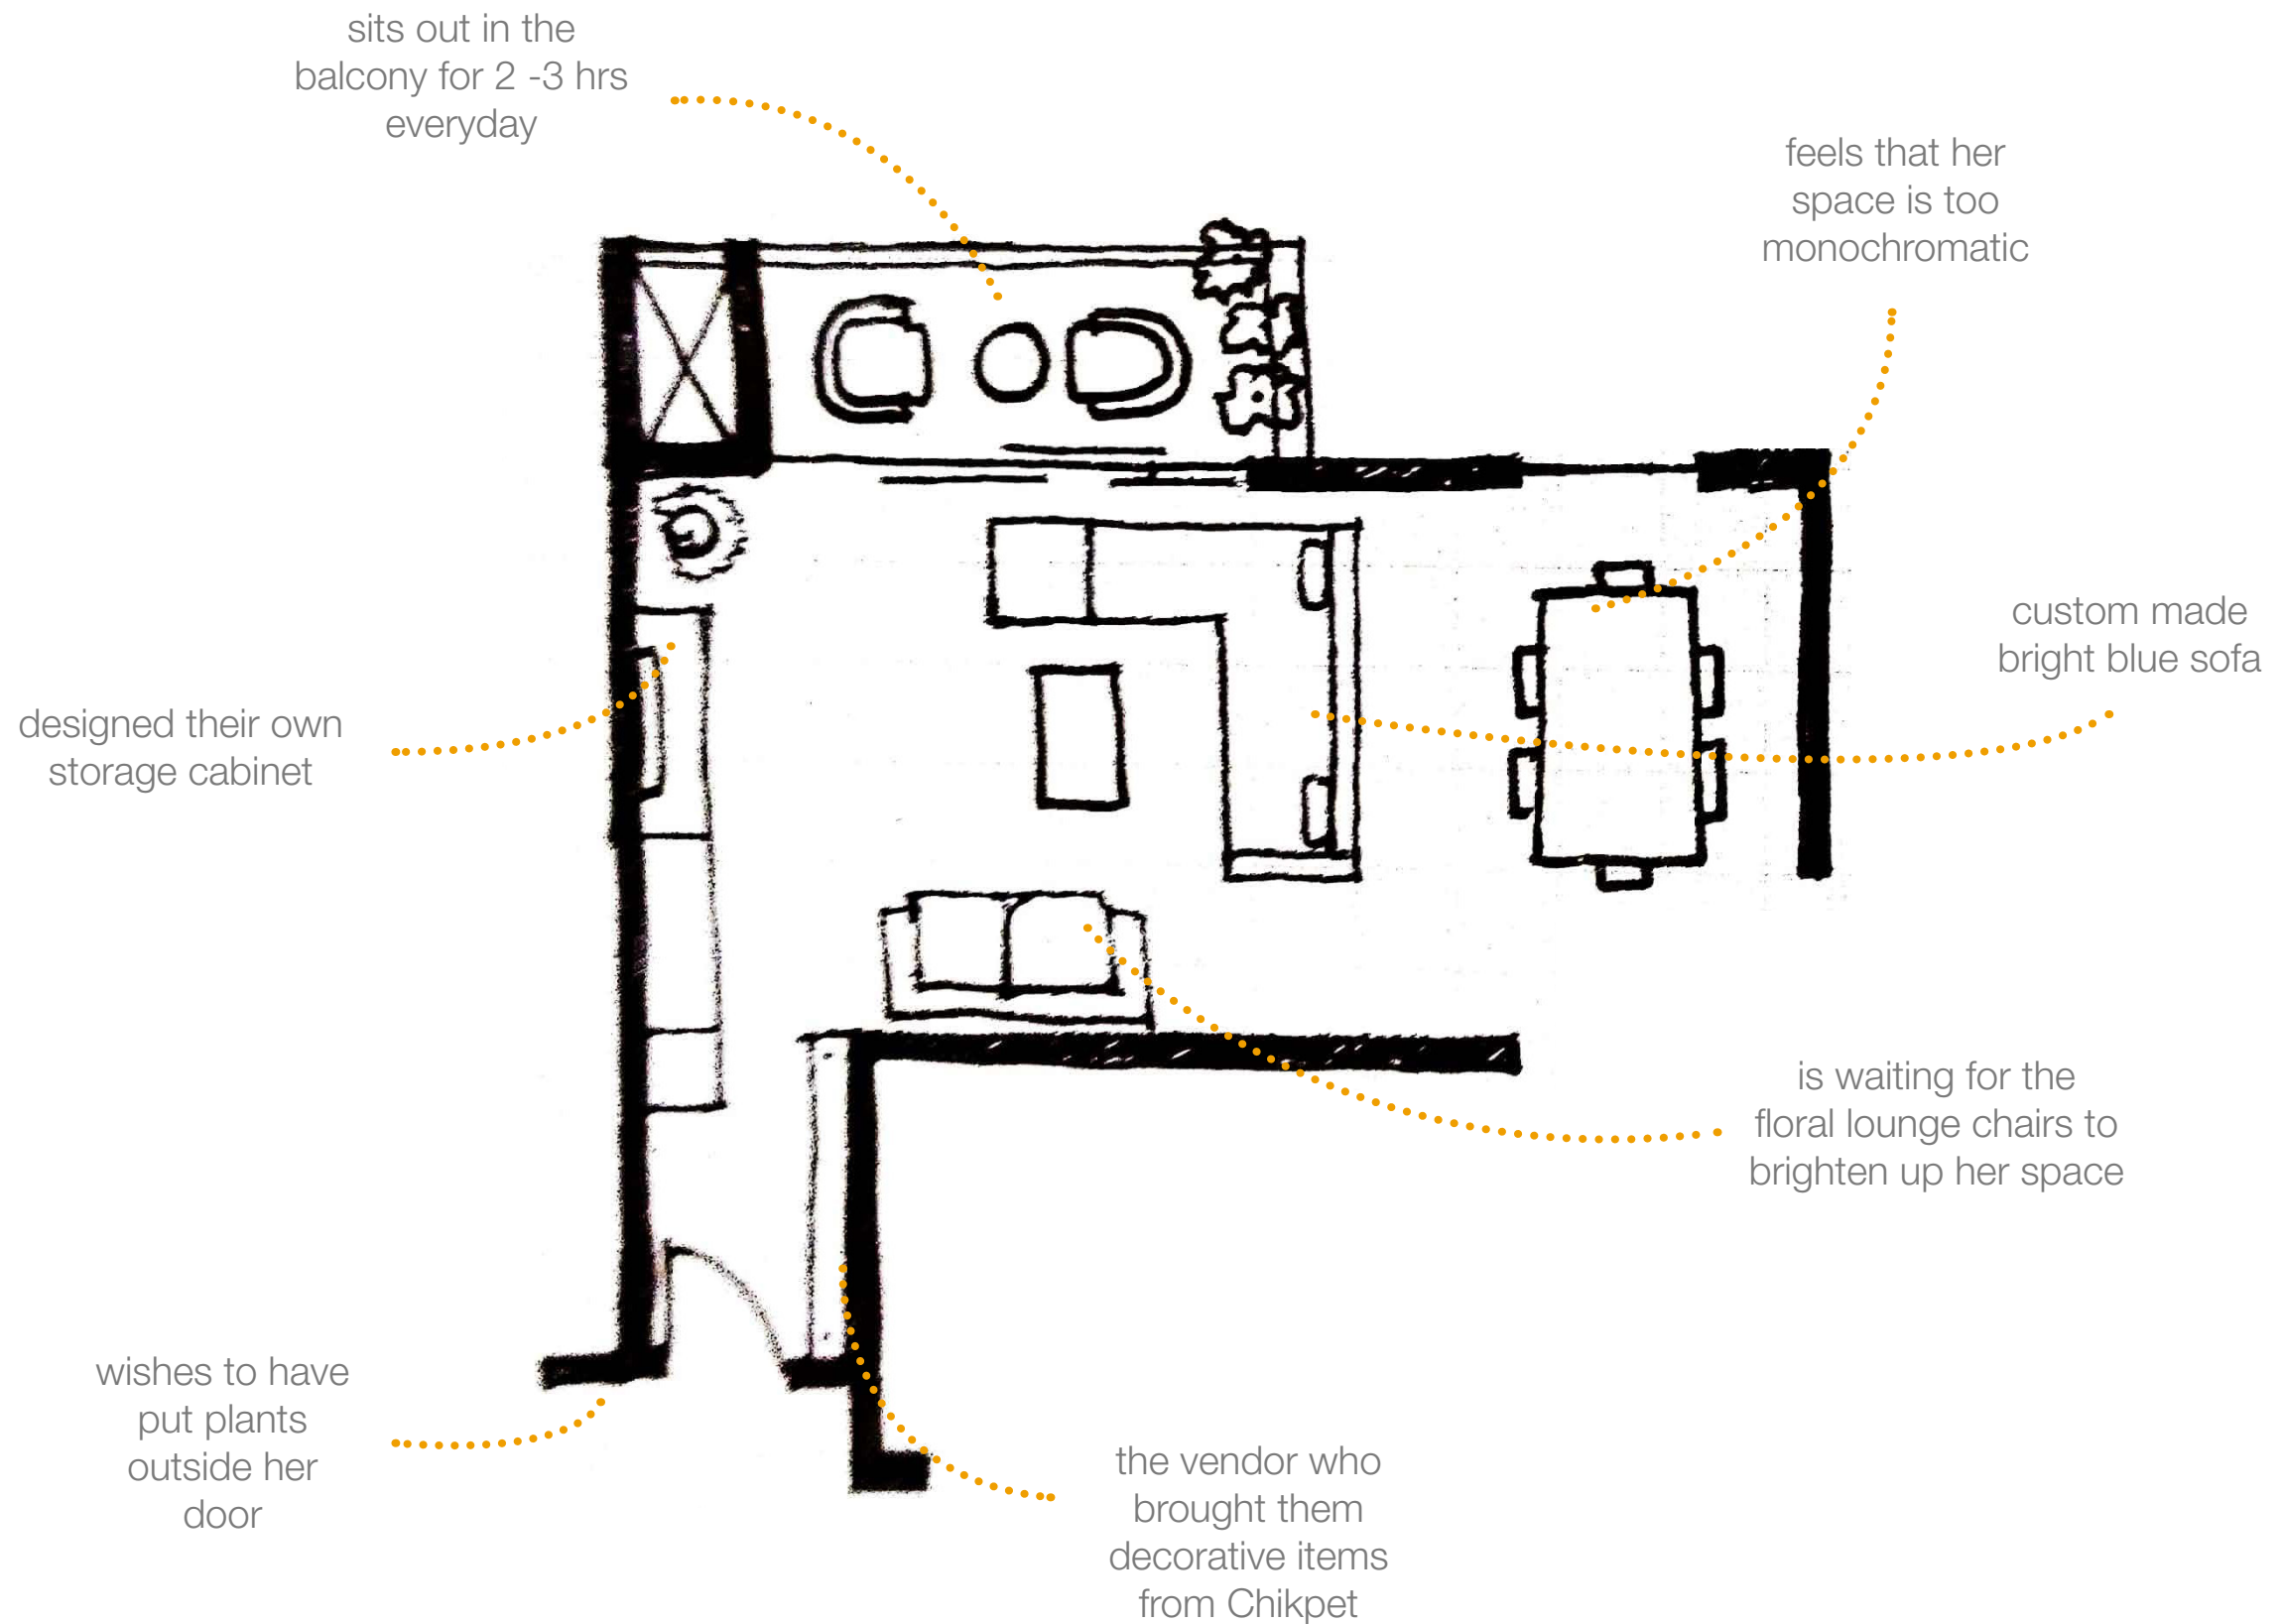 sits out in the
balcony for 2 -3 hrs
everyday
feels that her
space is too
monochromatic
custom made
bright blue sofa
designed their own
storage cabinet
is waiting for the
floral lounge chairs to
brighten up her space
wishes to have
put plants
outside her
door
the vendor who
brought them
decorative items
from Chikpet